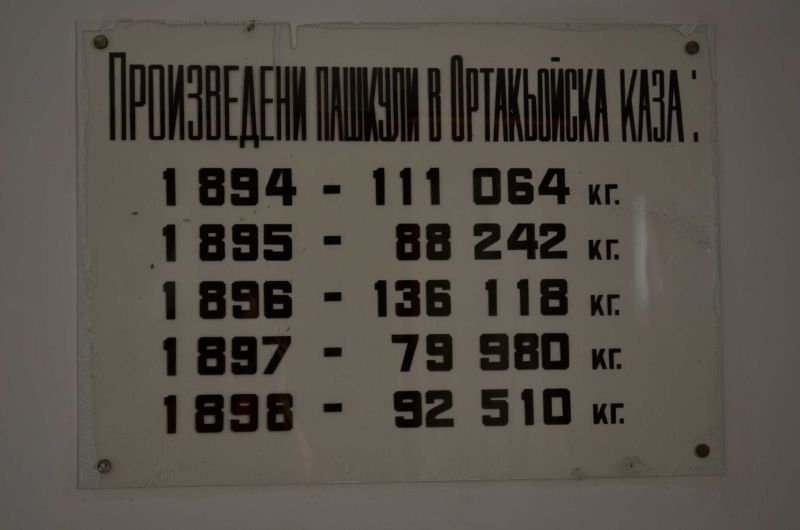 Произведени пашкули в Ортакьойска каза:
1894 - 111 064 кг.
1895 - 88 242 кг.
1896 - 136 118 кг.
1897 - 79 980 кг.
1898 - 92 510 кг.